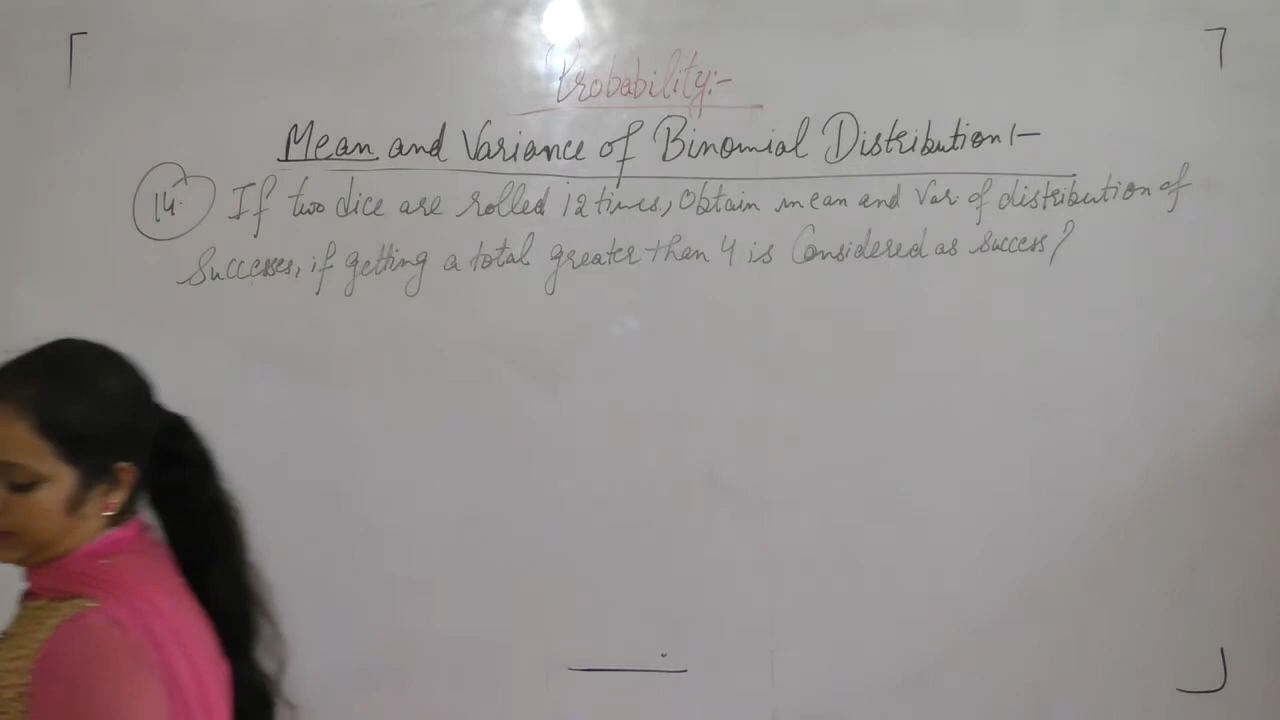 Probability:-
Mean and Variance of Binomial Distribution:-
14. If two dice are rolled 12 times, Obtain mean and Var. of distribution of
Successes, if getting a total greater than 4 is Considered as success?